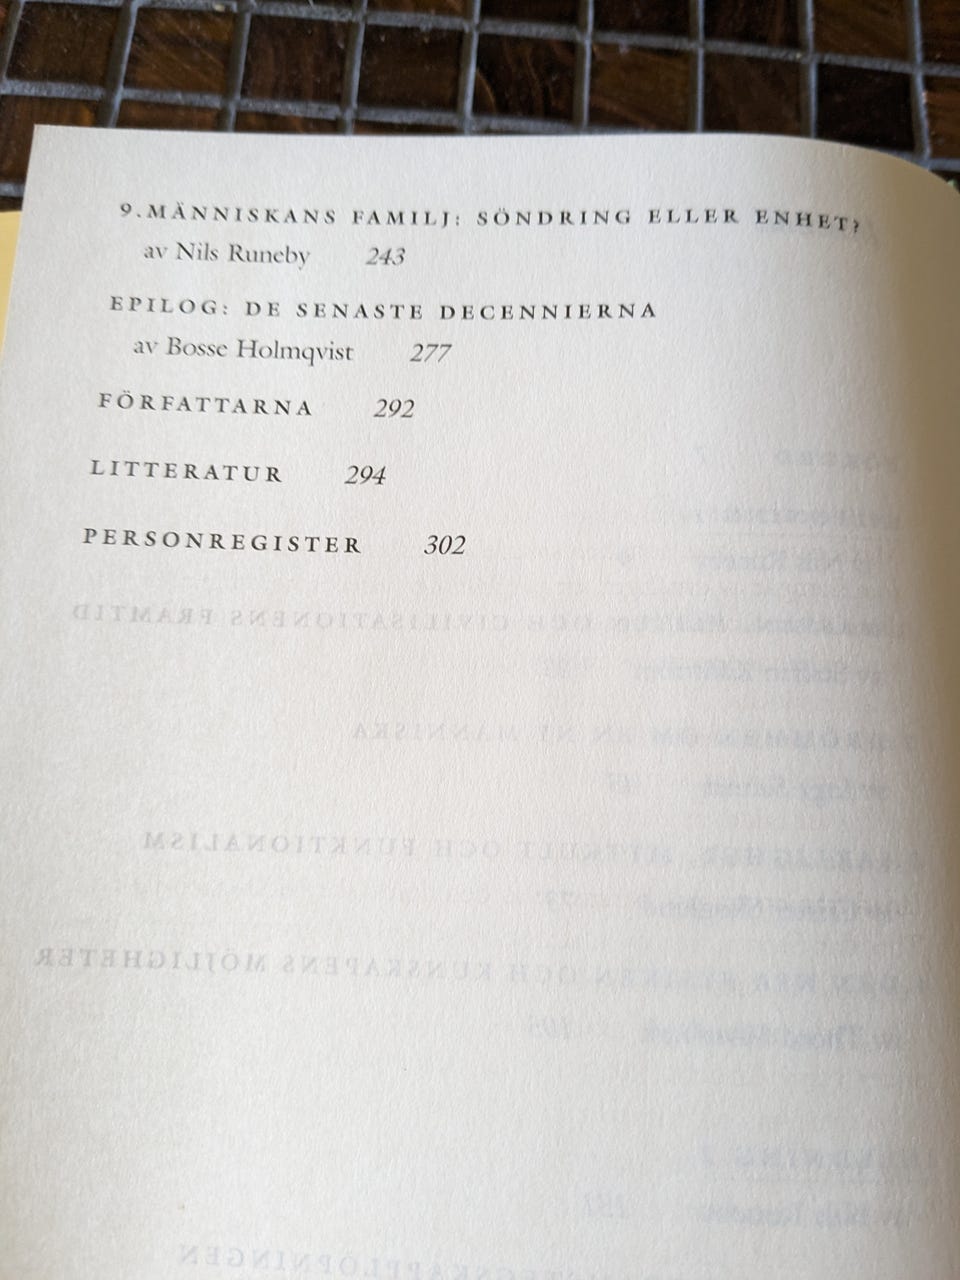 9. MÄNNISKANS FAMILJ: SÖNDRING ELLER ENHET?
av Nils Runeby 243
EPILOG: DE SENASTE DECENNIERNA
av Bosse Holmqvist 277
FÖRFATTARNA 292
LITTERATUR 294
PERSONREGISTER 302